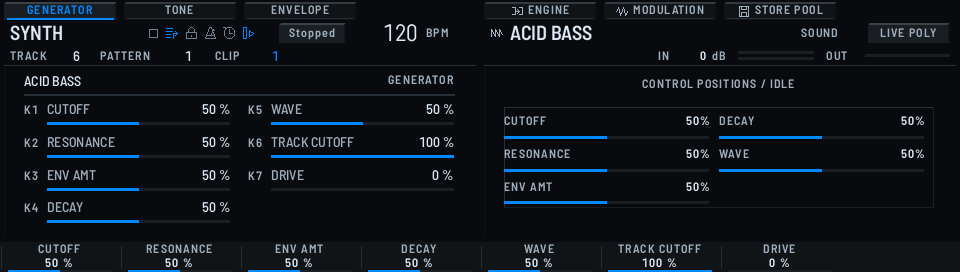 GENERATOR TONE ENVELOPE ENGINE MODULATION STORE POOL
SYNTH Stopped 120 BPM
TRACK 6 PATTERN 1 CLIP 1
ACID BASS SOUND LIVE POLY
IN 0 dB OUT
ACID BASS GENERATOR
K1 CUTOFF 50 % K5 WAVE 50 %
K2 RESONANCE 50 % K6 TRACK CUTOFF 100 %
K3 ENV AMT 50 % K7 DRIVE 0 %
K4 DECAY 50 %
CONTROL POSITIONS / IDLE
CUTOFF 50% DECAY 50%
RESONANCE 50% WAVE 50%
ENV AMT 50%
CUTOFF RESONANCE ENV AMT DECAY WAVE TRACK CUTOFF DRIVE
50 % 50 % 50 % 50 % 50 % 100 % 0 %